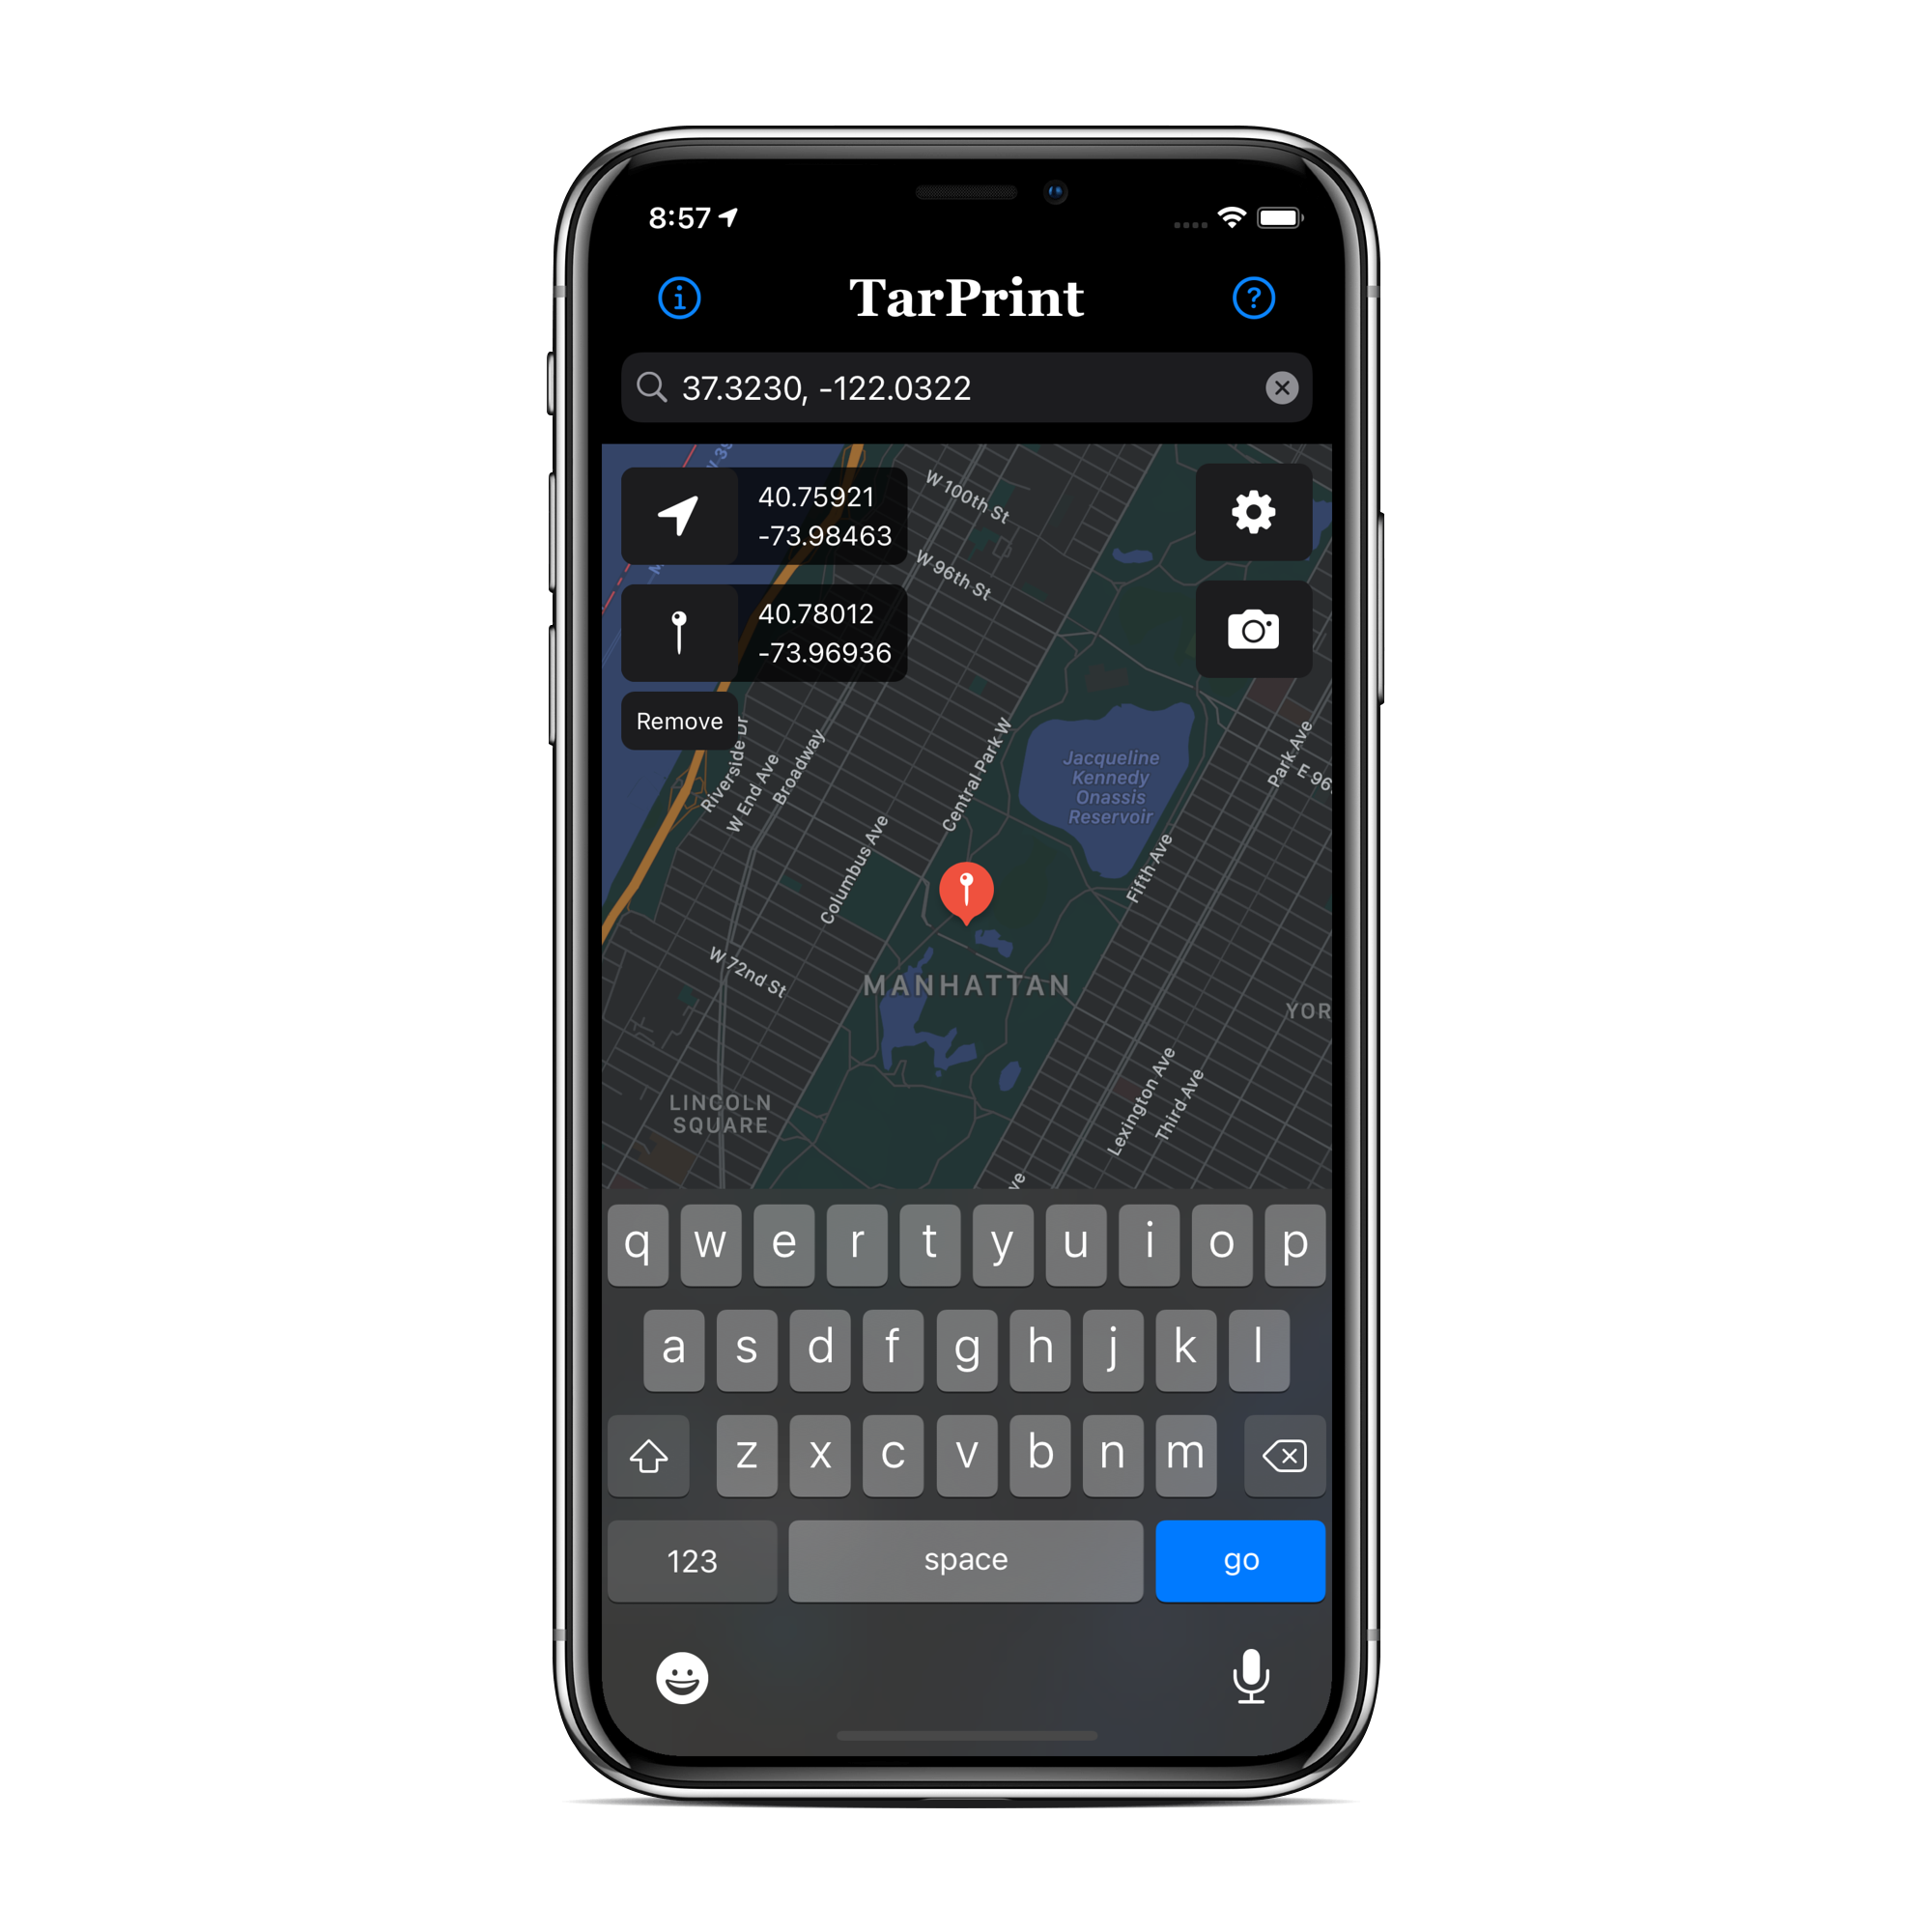 8:57
TarPrint
37.3230, -122.0322
40.75921
-73.98463
40.78012
-73.96936
Remove
W 100th St
W 96th St
Riverside Dr
W End Ave
Broadway
Columbus Ave
Central Park W
Jacqueline
Kennedy
Onassis
Reservoir
Park Ave
E 96
Fifth Ave
W 72nd St
MANHATTAN
YOR
LINCOLN
SQUARE
Lexington Ave
Third Ave
ve
q w e r t y u i o p
a s d f g h j k l
z x c v b n m
123 space go